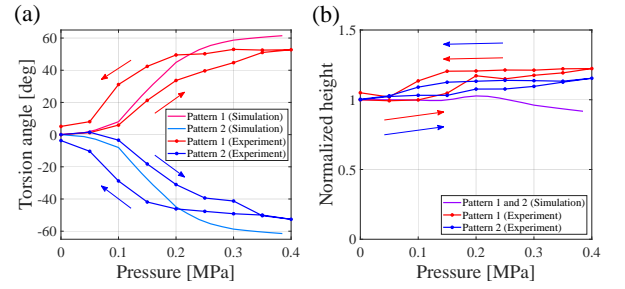 (a)
60
40
20
0
-20
-40
-60
Torsion angle [deg]
Pattern 1 (Simulation)
Pattern 2 (Simulation)
Pattern 1 (Experiment)
Pattern 2 (Experiment)
0 0.1 0.2 0.3 0.4
Pressure [MPa]
(b)
1.5
1
0.5
0
Normalized height
Pattern 1 and 2 (Simulation)
Pattern 1 (Experiment)
Pattern 2 (Experiment)
0 0.1 0.2 0.3 0.4
Pressure [MPa]